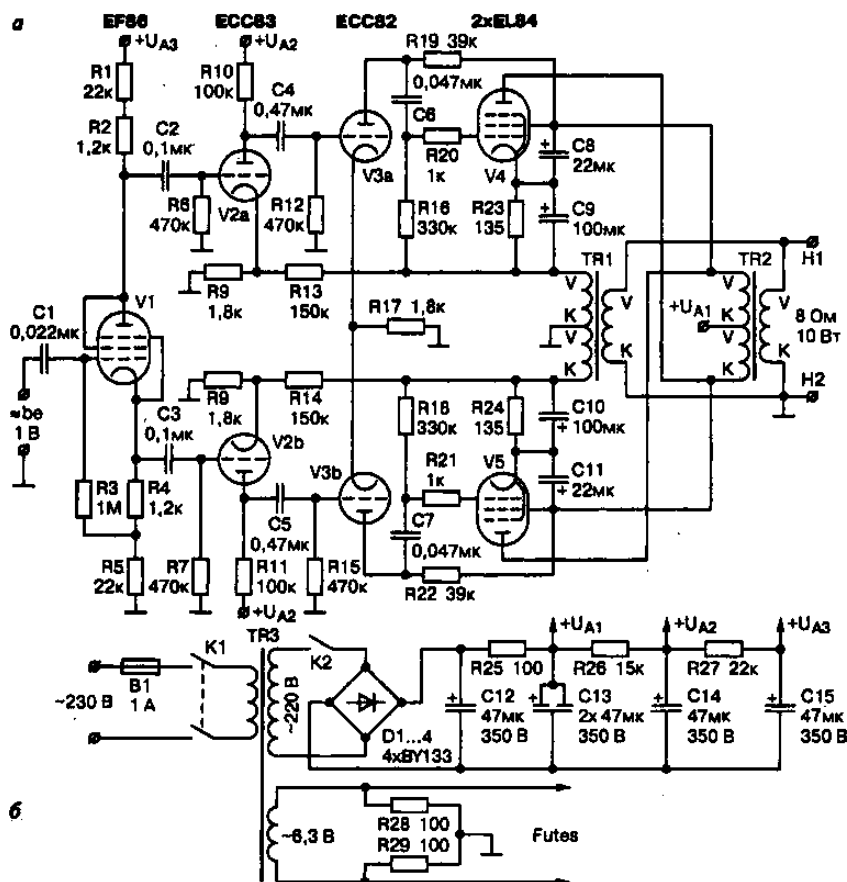 а
EF86 ECC83 ECC82 2xEL84
+UA3 +UA2
R1 22к
R2 1,2к
C2 0,1мк
R10 100к
C4 0,47мк
R6 470к
V2a
R12 470к
V3a
R19 39к
0,047мк C6
R20 1к
V4
C8 22мк
R16 330к
R23 135
C9 100мк
TR1
TR2
H1
R9 1,8к
R13 150к
R17 1,8к
V K V K
V K
+UA1
V K V K
V K
8 Ом 10 Вт
H2
V1
C1 0,022мк
≈be 1 В
R3 1М
R4 1,2к
C3 0,1мк
R5 22к
R7 470к
R9 1,8к
R14 150к
V2b
C5 0,47мк
R11 100к
+UA2
R15 470к
V3b
R18 330к
R24 135
C10 100мк
R21 1к
V5
C11 22мк
C7 0,047мк
R22 39к
~230 В
B1 1 А
K1
TR3
~220 В
K2
D1...4 4xBY133
R25 100
+UA1
R26 15к
+UA2
R27 22к
+UA3
C12 47мк 350 В
C13 2х 47мк 350 В
C14 47мк 350 В
C15 47мк 350 В
б
~6,3 В
R28 100
R29 100
Futes